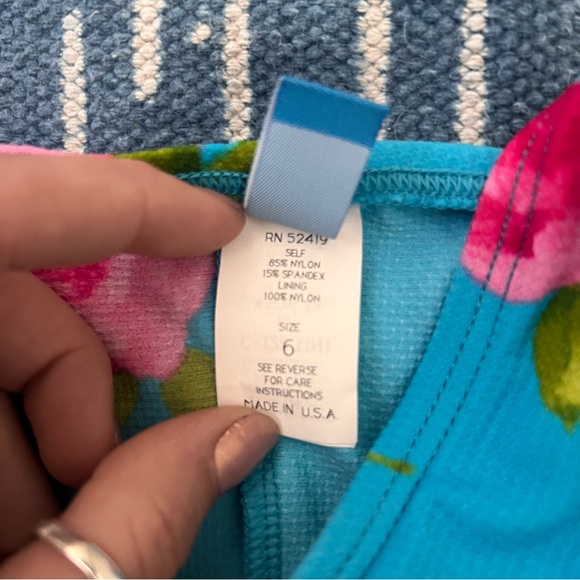 RN 52419
SELF
85% NYLON
15% SPANDEX
LINING
100% NYLON
SIZE
6
SEE REVERSE
FOR CARE
INSTRUCTIONS
MADE IN U.S.A.